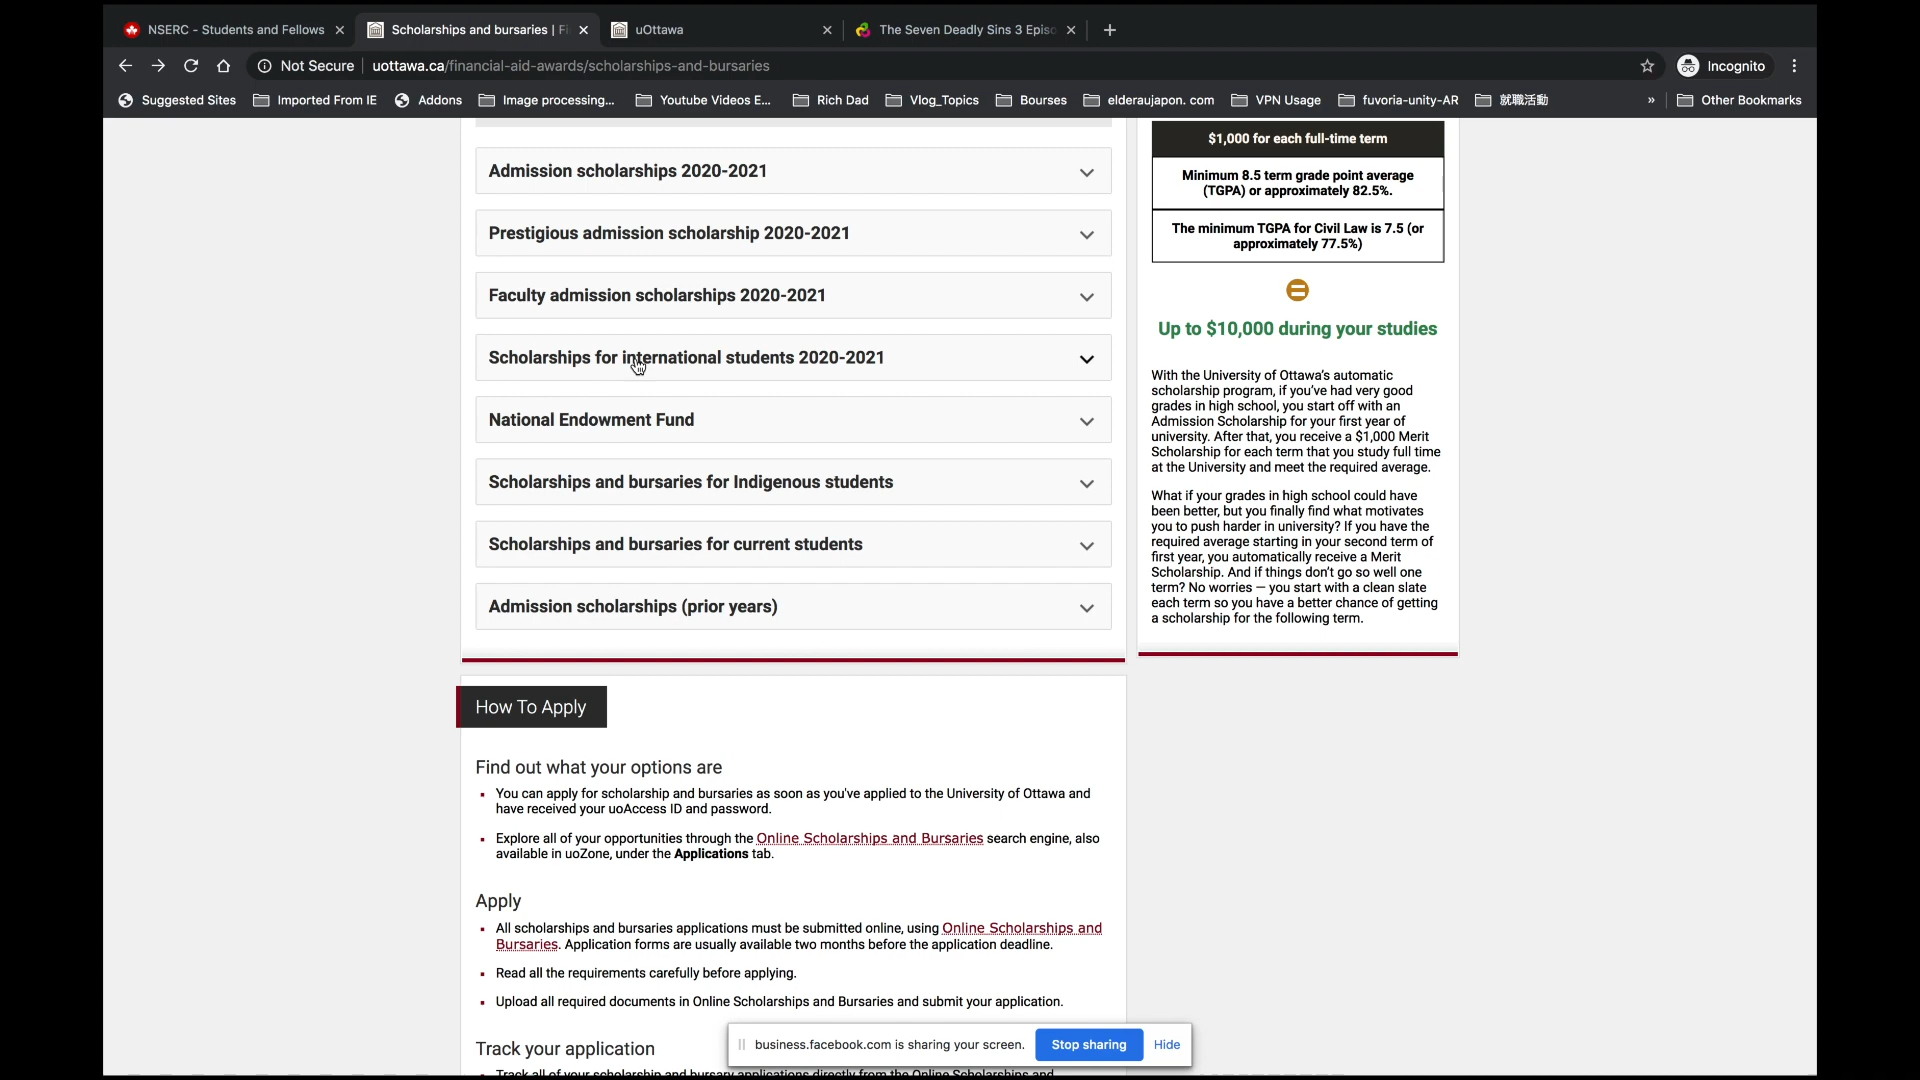 NSERC - Students and Fellows
Scholarships and bursaries | Fi
uOttawa
The Seven Deadly Sins 3 Episo
Not Secure
uottawa.ca/financial-aid-awards/scholarships-and-bursaries
Incognito
Suggested Sites
Imported From IE
Addons
Image processing...
Youtube Videos E...
Rich Dad
Vlog_Topics
Bourses
elderaujapon. com
VPN Usage
fuvoria-unity-AR
就職活動
»
Other Bookmarks
Admission scholarships 2020-2021
Prestigious admission scholarship 2020-2021
Faculty admission scholarships 2020-2021
Scholarships for international students 2020-2021
National Endowment Fund
Scholarships and bursaries for Indigenous students
Scholarships and bursaries for current students
Admission scholarships (prior years)
$1,000 for each full-time term
Minimum 8.5 term grade point average
(TGPA) or approximately 82.5%.
The minimum TGPA for Civil Law is 7.5 (or
approximately 77.5%)
Up to $10,000 during your studies
With the University of Ottawa's automatic
scholarship program, if you've had very good
grades in high school, you start off with an
Admission Scholarship for your first year of
university. After that, you receive a $1,000 Merit
Scholarship for each term that you study full time
at the University and meet the required average.
What if your grades in high school could have
been better, but you finally find what motivates
you to push harder in university? If you have the
required average starting in your second term of
first year, you automatically receive a Merit
Scholarship. And if things don't go so well one
term? No worries — you start with a clean slate
each term so you have a better chance of getting
a scholarship for the following term.
How To Apply
Find out what your options are
You can apply for scholarship and bursaries as soon as you've applied to the University of Ottawa and
have received your uoAccess ID and password.
Explore all of your opportunities through the Online Scholarships and Bursaries search engine, also
available in uoZone, under the Applications tab.
Apply
All scholarships and bursaries applications must be submitted online, using Online Scholarships and
Bursaries. Application forms are usually available two months before the application deadline.
Read all the requirements carefully before applying.
Upload all required documents in Online Scholarships and Bursaries and submit your application.
Track your application
Track all of your scholarship and bursary applications directly from the Online Scholarships and
business.facebook.com is sharing your screen.
Stop sharing
Hide